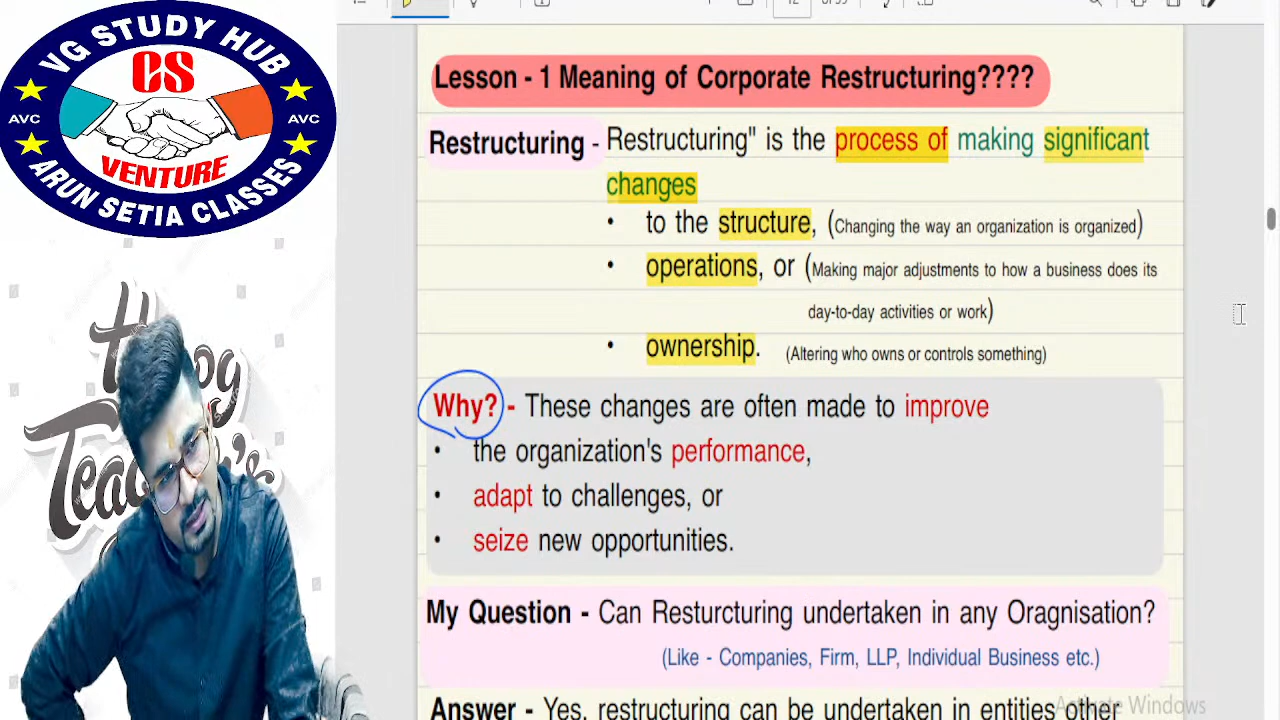 VG STUDY HUB
CS
AVC
AVC
VENTURE
ARUN SETIA CLASSES
Happy
Teacher's
Lesson - 1 Meaning of Corporate Restructuring????
Restructuring - Restructuring" is the process of making significant
changes
• to the structure, (Changing the way an organization is organized)
• operations, or (Making major adjustments to how a business does its
day-to-day activities or work)
• ownership. (Altering who owns or controls something)
Why? - These changes are often made to improve
• the organization's performance,
• adapt to challenges, or
• seize new opportunities.
My Question - Can Resturcturing undertaken in any Oragnisation?
(Like - Companies, Firm, LLP, Individual Business etc.)
Answer - Yes, restructuring can be undertaken in entities other
Activate Windows